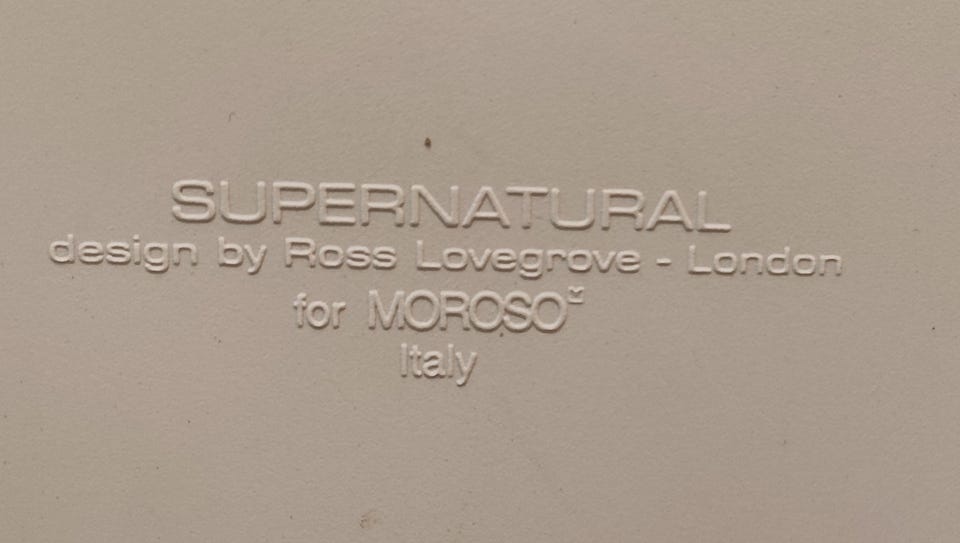 SUPERNATURAL
design by Ross Lovegrove - London
for MOROSO
Italy